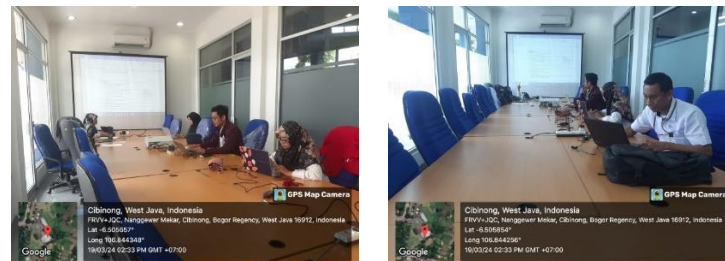 GPS Map Camera
Cibinong, West Java, Indonesia
FRVV+JQC, Nanggewer Mekar, Cibinong, Bogor Regency, West Java 16912, Indonesia
Lat -6.505657°
Long 106.844348°
19/03/24 02:33 PM GMT +07:00
Google
GPS Map Camera
Cibinong, West Java, Indonesia
FRVV+JQC, Nanggewer Mekar, Cibinong, Bogor Regency, West Java 16912, Indonesia
Lat -6.505854°
Long 106.844256°
19/03/24 02:33 PM GMT +07:00
Google